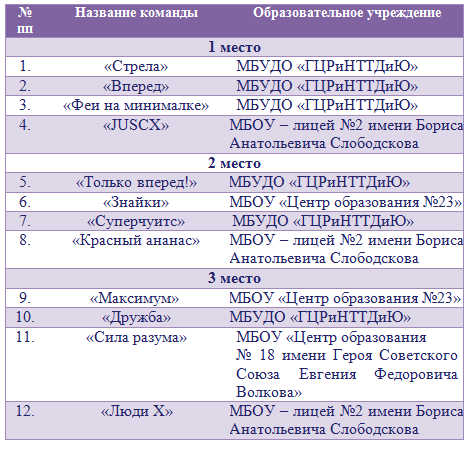 № пп Название команды Образовательное учреждение
1 место
1. «Стрела» МБУДО «ГЦРиНТТДиЮ»
2. «Вперед» МБУДО «ГЦРиНТТДиЮ»
3. «Феи на минималке» МБУДО «ГЦРиНТТДиЮ»
4. «JUSCX» МБОУ – лицей №2 имени Бориса
Анатольевича Слободскова
2 место
5. «Только вперед!» МБУДО «ГЦРиНТТДиЮ»
6. «Знайки» МБОУ «Центр образования №23»
7. «Суперчуитс» МБУДО «ГЦРиНТТДиЮ»
8. «Красный ананас» МБОУ – лицей №2 имени Бориса
Анатольевича Слободскова
3 место
9. «Максимум» МБОУ «Центр образования №23»
10. «Дружба» МБУДО «ГЦРиНТТДиЮ»
11. «Сила разума» МБОУ «Центр образования
№ 18 имени Героя Советского
Союза Евгения Федоровича
Волкова»
12. «Люди X» МБОУ – лицей №2 имени Бориса
Анатольевича Слободскова